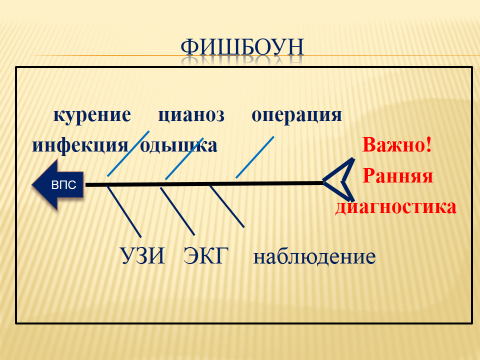 ФИШБОУН
курение цианоз операция
инфекция одышка Важно!
ВПС Ранняя
диагностика
УЗИ ЭКГ наблюдение